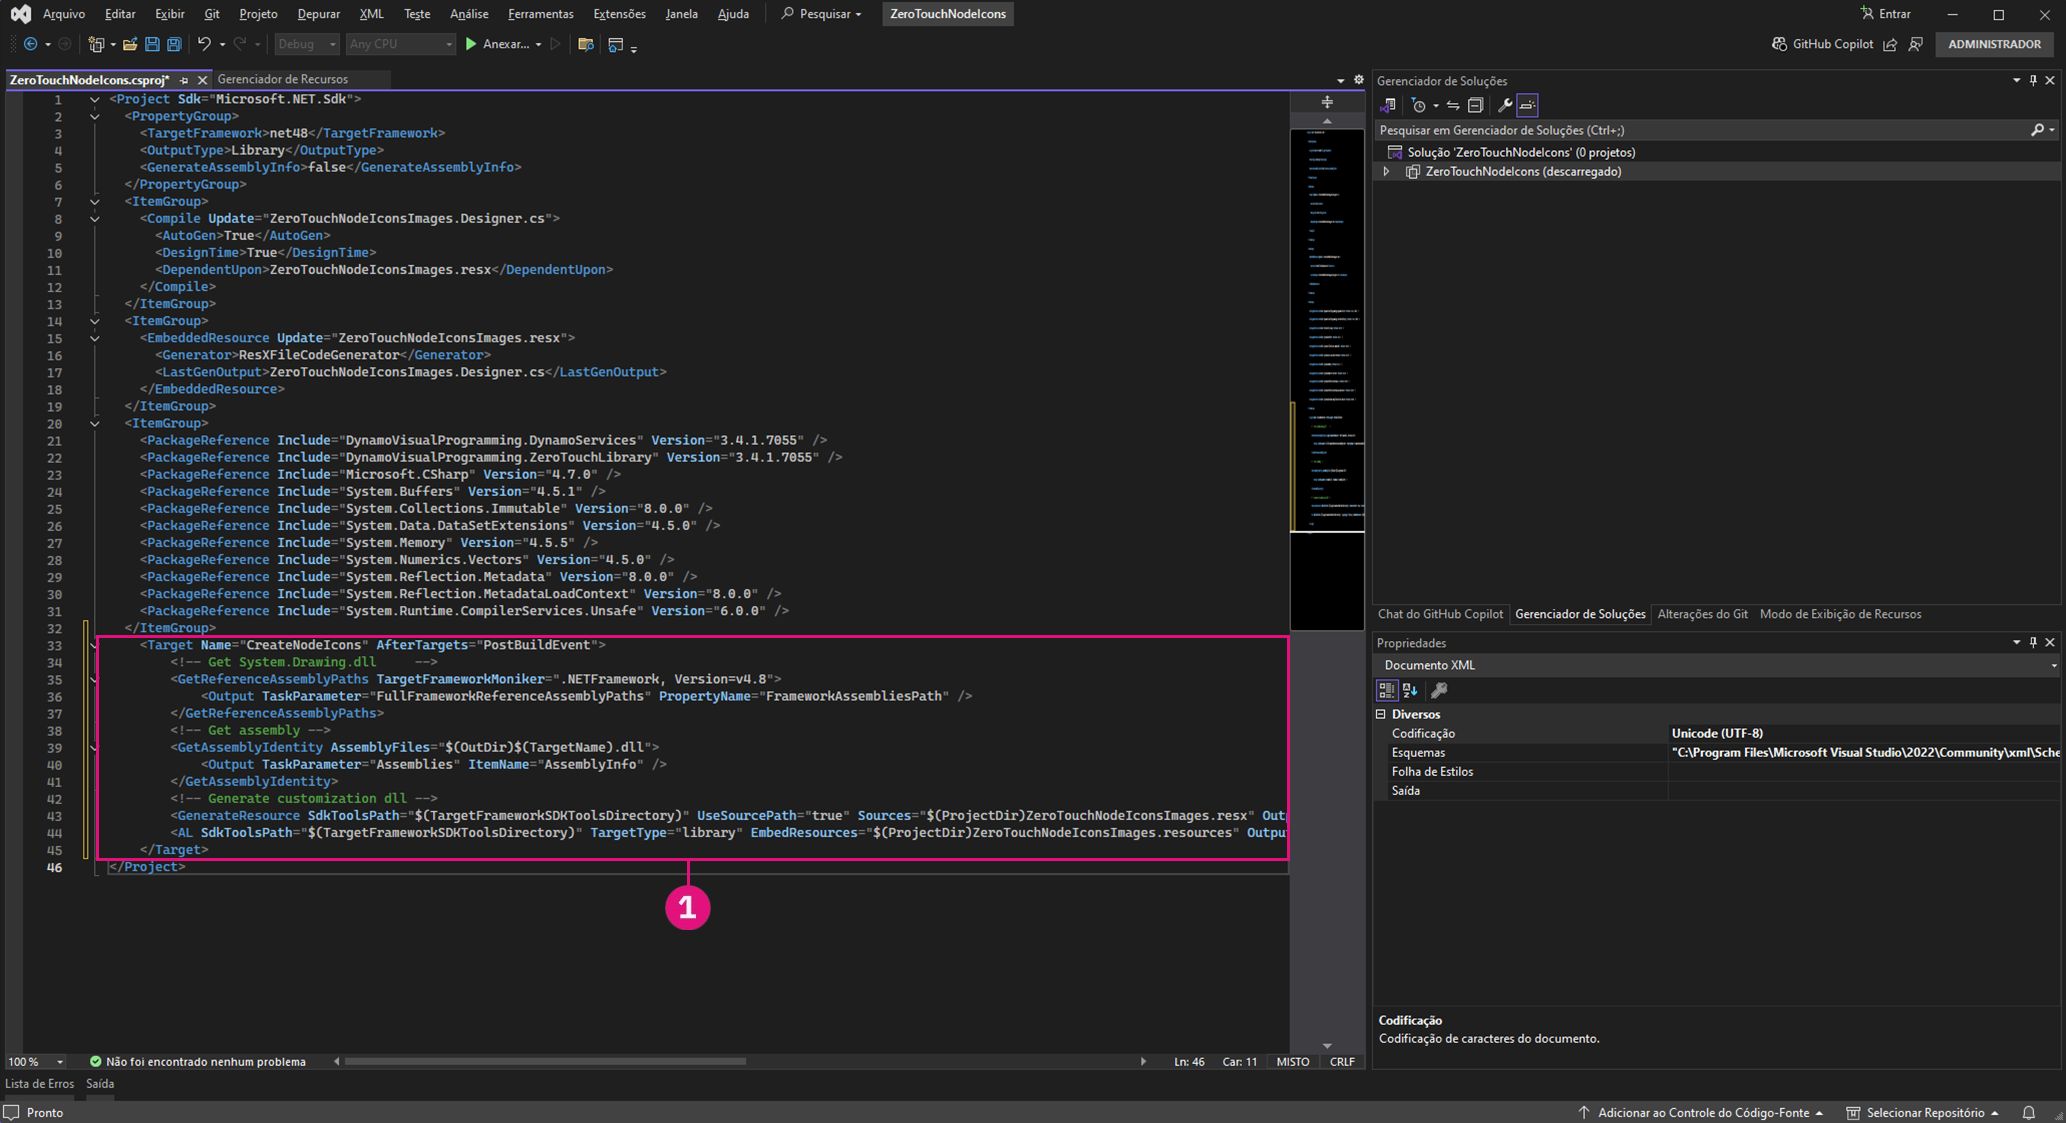 Arquivo Editar Exibir Git Projeto Depurar XML Teste Análise Ferramentas Extensões Janela Ajuda Pesquisar ZeroTouchNodeIcons Entrar
Debug Any CPU Anexar... GitHub Copilot ADMINISTRADOR
ZeroTouchNodeIcons.csproj* Gerenciador de Recursos
1 <Project Sdk="Microsoft.NET.Sdk">
2 <PropertyGroup>
3 <TargetFramework>net48</TargetFramework>
4 <OutputType>Library</OutputType>
5 <GenerateAssemblyInfo>false</GenerateAssemblyInfo>
6 </PropertyGroup>
7 <ItemGroup>
8 <Compile Update="ZeroTouchNodeIconsImages.Designer.cs">
9 <AutoGen>True</AutoGen>
10 <DesignTime>True</DesignTime>
11 <DependentUpon>ZeroTouchNodeIconsImages.resx</DependentUpon>
12 </Compile>
13 </ItemGroup>
14 <ItemGroup>
15 <EmbeddedResource Update="ZeroTouchNodeIconsImages.resx">
16 <Generator>ResXFileCodeGenerator</Generator>
17 <LastGenOutput>ZeroTouchNodeIconsImages.Designer.cs</LastGenOutput>
18 </EmbeddedResource>
19 </ItemGroup>
20 <ItemGroup>
21 <PackageReference Include="DynamoVisualProgramming.DynamoServices" Version="3.4.1.7055" />
22 <PackageReference Include="DynamoVisualProgramming.ZeroTouchLibrary" Version="3.4.1.7055" />
23 <PackageReference Include="Microsoft.CSharp" Version="4.7.0" />
24 <PackageReference Include="System.Buffers" Version="4.5.1" />
25 <PackageReference Include="System.Collections.Immutable" Version="8.0.0" />
26 <PackageReference Include="System.Data.DataSetExtensions" Version="4.5.0" />
27 <PackageReference Include="System.Memory" Version="4.5.5" />
28 <PackageReference Include="System.Numerics.Vectors" Version="4.5.0" />
29 <PackageReference Include="System.Reflection.Metadata" Version="8.0.0" />
30 <PackageReference Include="System.Reflection.MetadataLoadContext" Version="8.0.0" />
31 <PackageReference Include="System.Runtime.CompilerServices.Unsafe" Version="6.0.0" />
32 </ItemGroup>
33 <Target Name="CreateNodeIcons" AfterTargets="PostBuildEvent">
34 <!-- Get System.Drawing.dll -->
35 <GetReferenceAssemblyPaths TargetFrameworkMoniker=".NETFramework, Version=v4.8">
36 <Output TaskParameter="FullFrameworkReferenceAssemblyPaths" PropertyName="FrameworkAssembliesPath" />
37 </GetReferenceAssemblyPaths>
38 <!-- Get assembly -->
39 <GetAssemblyIdentity AssemblyFiles="$(OutDir)$(TargetName).dll">
40 <Output TaskParameter="Assemblies" ItemName="AssemblyInfo" />
41 </GetAssemblyIdentity>
42 <!-- Generate customization dll -->
43 <GenerateResource SdkToolsPath="$(TargetFrameworkSDKToolsDirectory)" UseSourcePath="true" Sources="$(ProjectDir)ZeroTouchNodeIconsImages.resx" Out
44 <AL SdkToolsPath="$(TargetFrameworkSDKToolsDirectory)" TargetType="library" EmbedResources="$(ProjectDir)ZeroTouchNodeIconsImages.resources" Outpu
45 </Target>
46 </Project>
1
100 % Não foi encontrado nenhum problema Ln: 46 Car: 11 MISTO CRLF
Lista de Erros Saída
Gerenciador de Soluções
Pesquisar em Gerenciador de Soluções (Ctrl+;)
Solução 'ZeroTouchNodeIcons' (0 projetos)
ZeroTouchNodeIcons (descarregado)
Chat do GitHub Copilot Gerenciador de Soluções Alterações do Git Modo de Exibição de Recursos
Propriedades
Documento XML
Diversos
Codificação Unicode (UTF-8)
Esquemas "C:\Program Files\Microsoft Visual Studio\2022\Community\xml\Sche
Folha de Estilos
Saída
Codificação
Codificação de caracteres do documento.
Pronto Adicionar ao Controle do Código-Fonte Selecionar Repositório